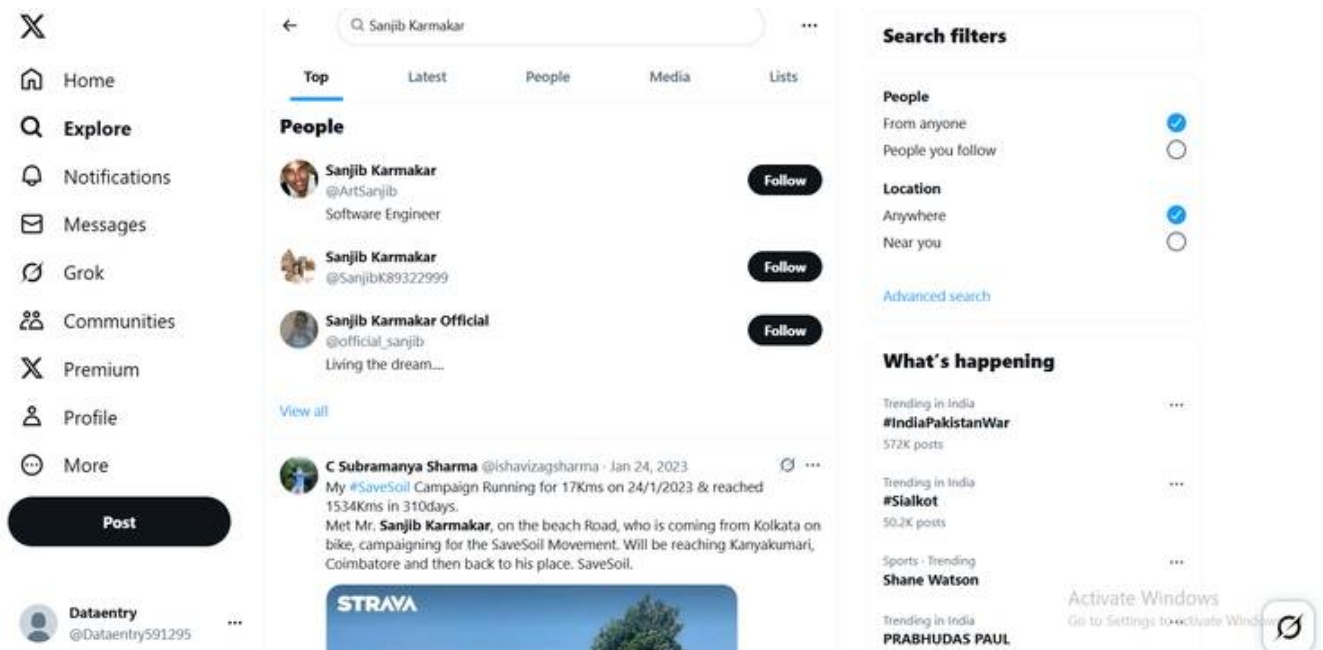 Home
Explore
Notifications
Messages
Grok
Communities
Premium
Profile
More
Post
Dataentry
@Dataentry591295
Sanjib Karmakar
Top
Latest
People
Media
Lists
People
Sanjib Karmakar
@ArtSanjib
Software Engineer
Follow
Sanjib Karmakar
@SanjibK89322999
Follow
Sanjib Karmakar Official
@official_sanjib
Living the dream....
Follow
View all
C Subramanya Sharma @ishavizagsharma · Jan 24, 2023
My #SaveSoil Campaign Running for 17Kms on 24/1/2023 & reached
1534Kms in 310days.
Met Mr. Sanjib Karmakar, on the beach Road, who is coming from Kolkata on
bike, campaigning for the SaveSoil Movement. Will be reaching Kanyakumari,
Coimbatore and then back to his place. SaveSoil.
STRAVA
Search filters
People
From anyone
People you follow
Location
Anywhere
Near you
Advanced search
What's happening
Trending in India
#IndiaPakistanWar
572K posts
Trending in India
#Sialkot
50.2K posts
Sports · Trending
Shane Watson
Trending in India
PRABHUDAS PAUL
Activate Windows
Go to Settings to activate